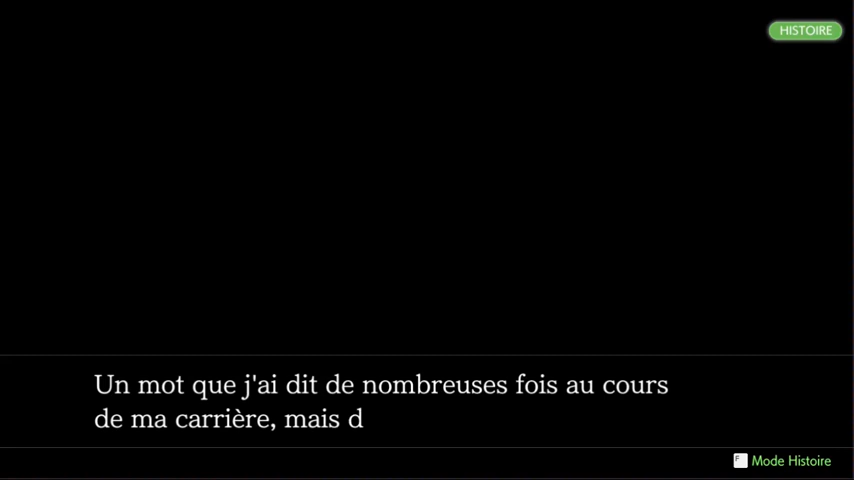 HISTOIRE
Un mot que j'ai dit de nombreuses fois au cours
de ma carrière, mais d
F Mode Histoire